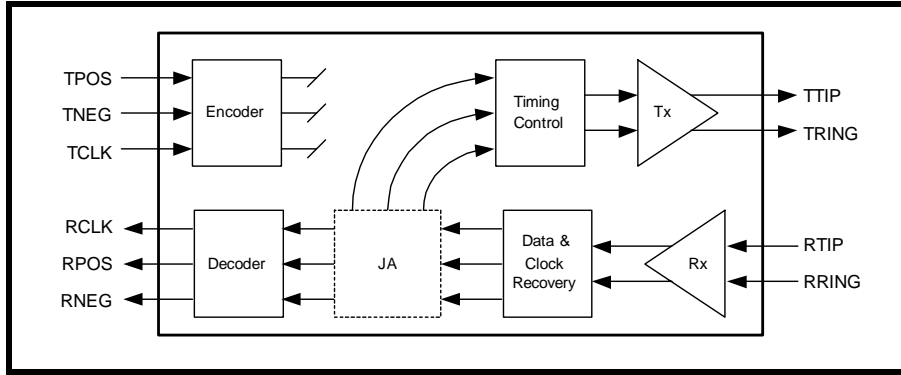 TPOS
TNEG
TCLK
Encoder
Timing
Control
Tx
TTIP
TRING
RCLK
RPOS
RNEG
Decoder
JA
Data &
Clock
Recovery
Rx
RTIP
RRING